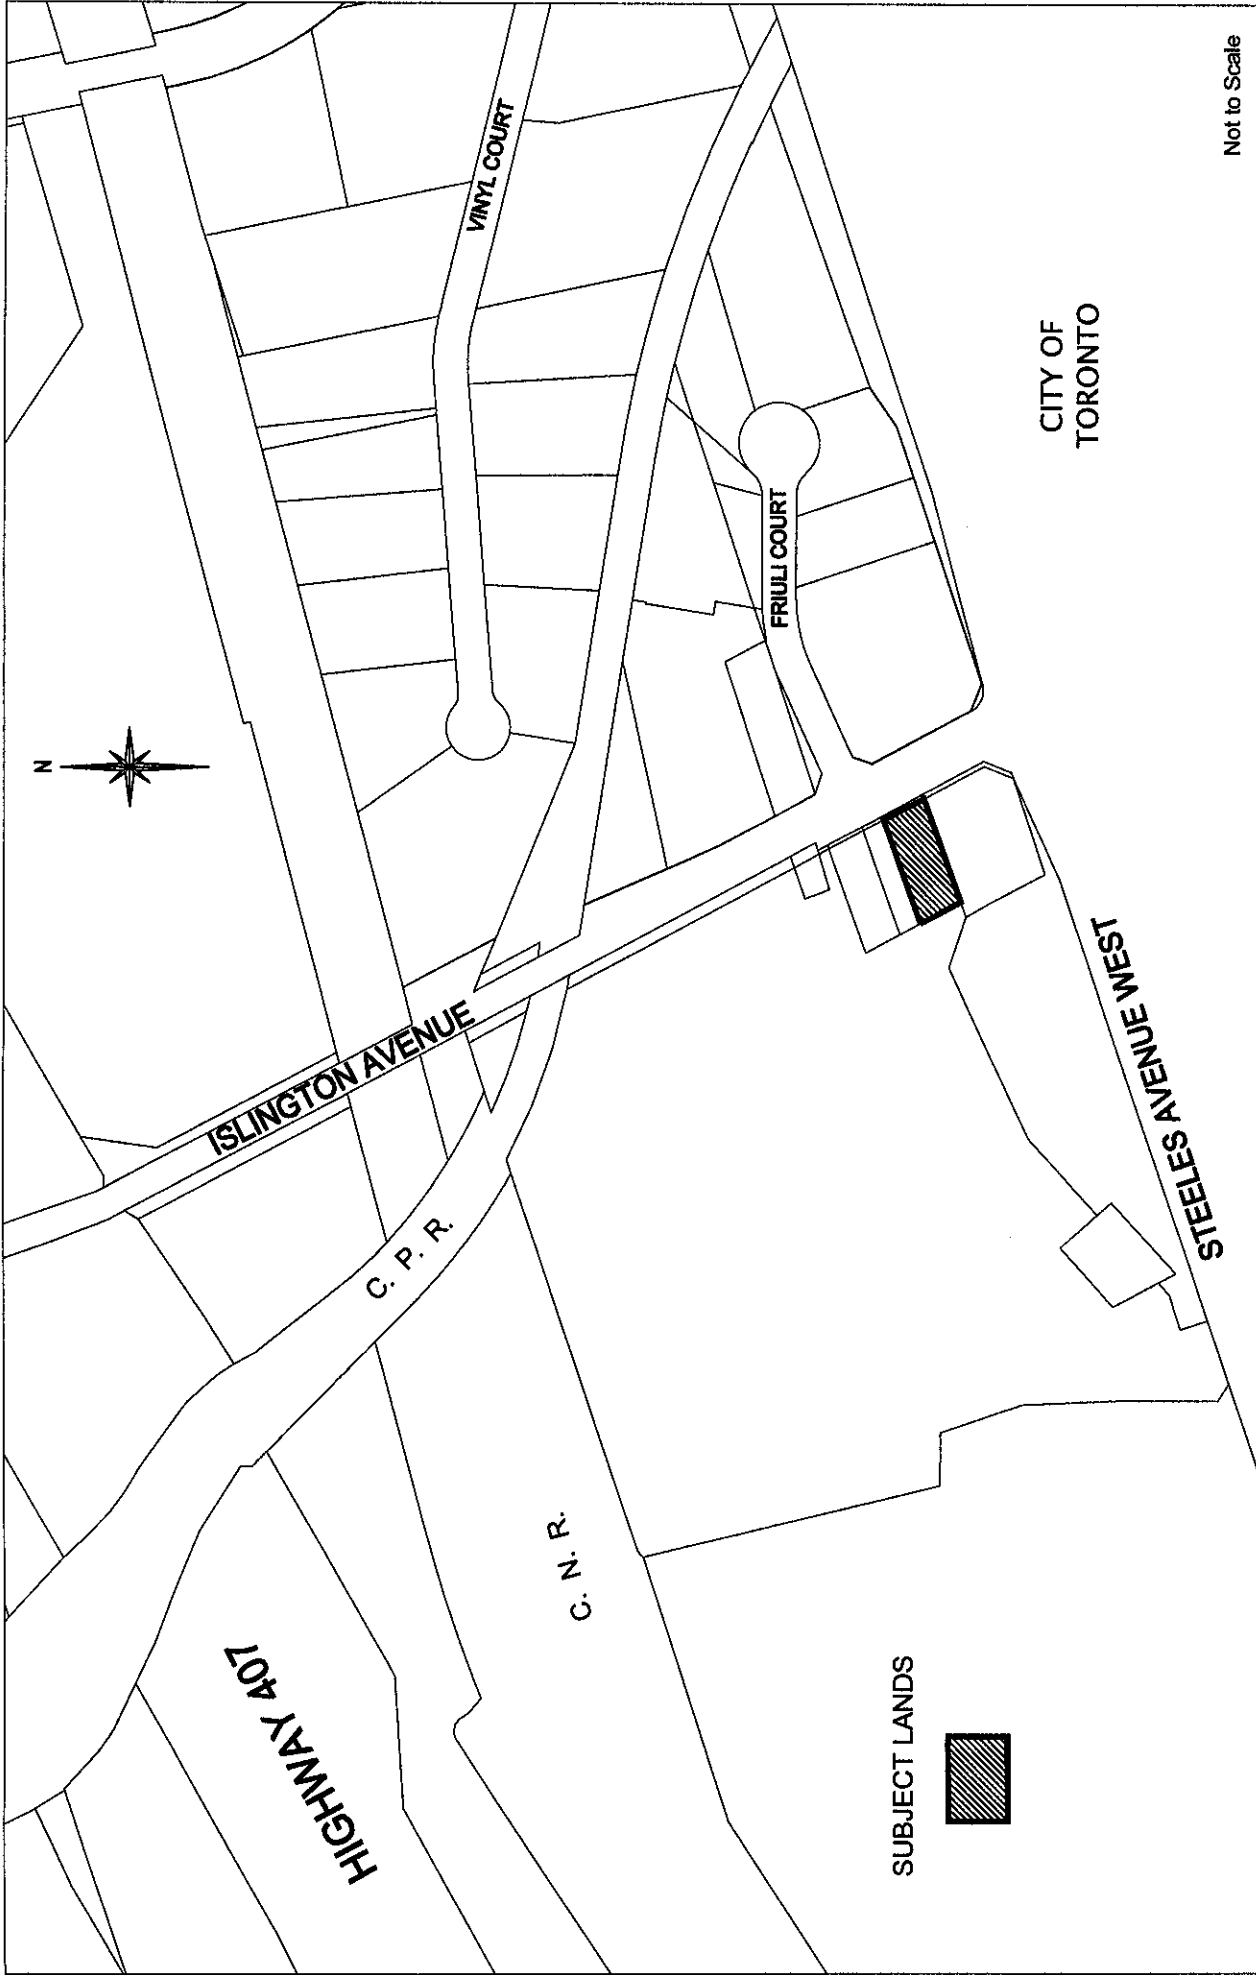 N
VINYL COURT
ISLINGTON AVENUE
C. P. R.
HIGHWAY 407
C. N. R.
FRIULI COURT
STEELES AVENUE WEST
CITY OF
TORONTO
SUBJECT LANDS
Not to Scale